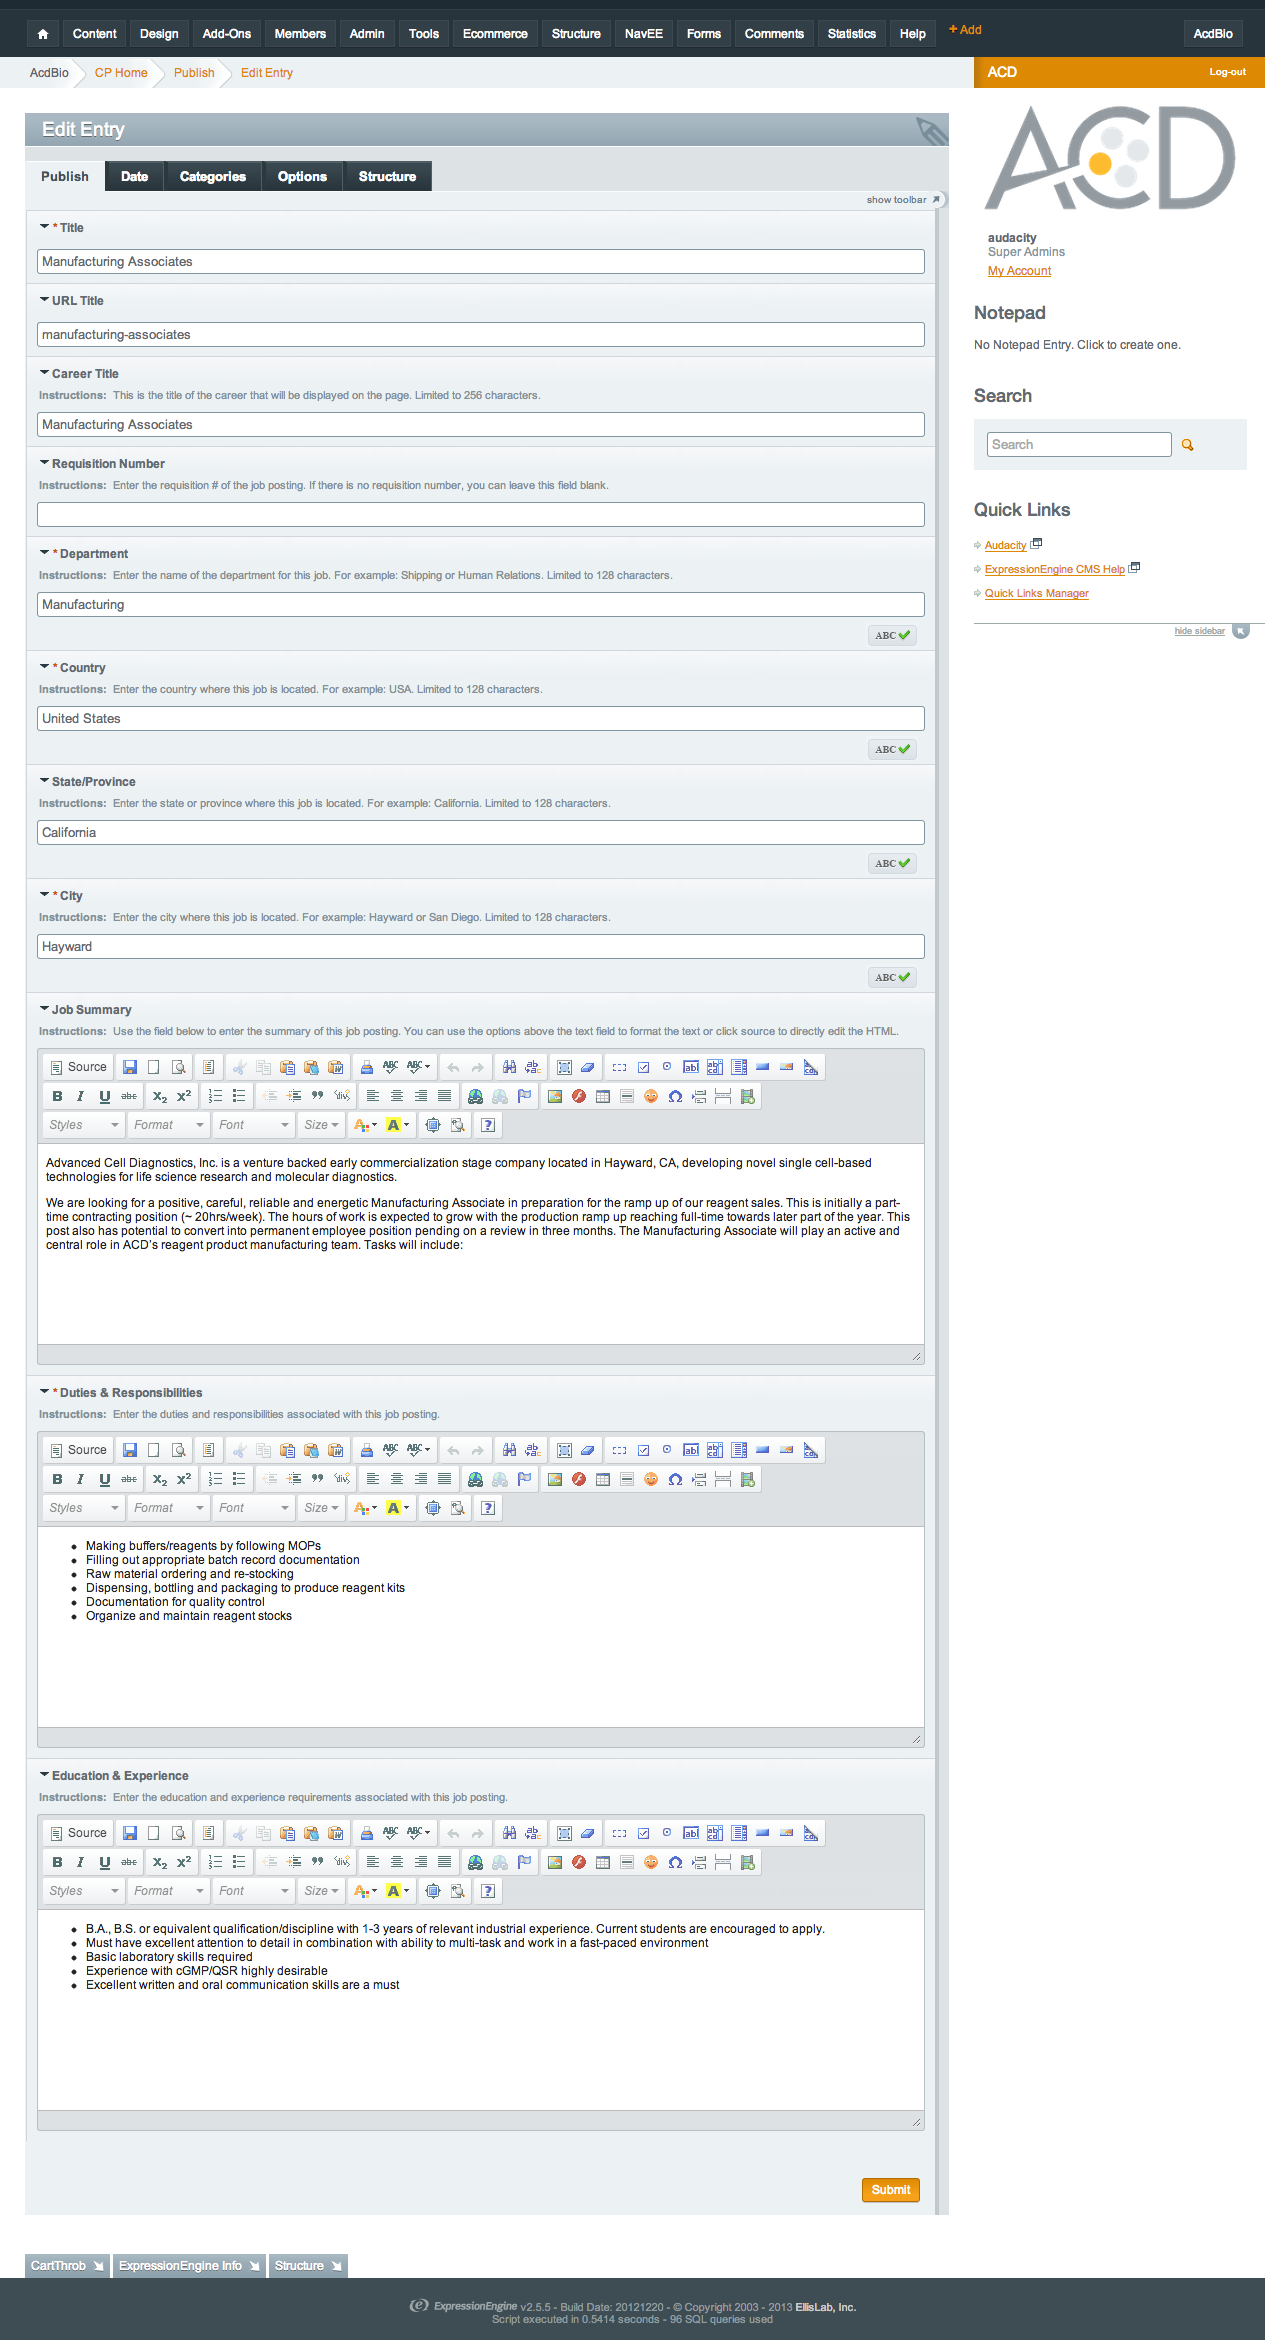 Content Design Add-Ons Members Admin Tools Ecommerce Structure NavEE Forms Comments Statistics Help + Add AcdBio
AcdBio CP Home Publish Edit Entry
ACD Log-out
Edit Entry
Publish Date Categories Options Structure
show toolbar
* Title
Manufacturing Associates
URL Title
manufacturing-associates
Career Title
Instructions: This is the title of the career that will be displayed on the page. Limited to 256 characters.
Manufacturing Associates
Requisition Number
Instructions: Enter the requisition # of the job posting. If there is no requisition number, you can leave this field blank.
* Department
Instructions: Enter the name of the department for this job. For example: Shipping or Human Relations. Limited to 128 characters.
Manufacturing
ABC
* Country
Instructions: Enter the country where this job is located. For example: USA. Limited to 128 characters.
United States
ABC
State/Province
Instructions: Enter the state or province where this job is located. For example: California. Limited to 128 characters.
California
ABC
* City
Instructions: Enter the city where this job is located. For example: Hayward or San Diego. Limited to 128 characters.
Hayward
ABC
Job Summary
Instructions: Use the field below to enter the summary of this job posting. You can use the options above the text field to format the text or click source to directly edit the HTML.
Source
Styles Format Font Size
Advanced Cell Diagnostics, Inc. is a venture backed early commercialization stage company located in Hayward, CA, developing novel single cell-based
technologies for life science research and molecular diagnostics.
We are looking for a positive, careful, reliable and energetic Manufacturing Associate in preparation for the ramp up of our reagent sales. This is initially a part-
time contracting position (~ 20hrs/week). The hours of work is expected to grow with the production ramp up reaching full-time towards later part of the year. This
post also has potential to convert into permanent employee position pending on a review in three months. The Manufacturing Associate will play an active and
central role in ACD's reagent product manufacturing team. Tasks will include:
* Duties & Responsibilities
Instructions: Enter the duties and responsibilities associated with this job posting.
Source
Styles Format Font Size
Making buffers/reagents by following MOPs
Filling out appropriate batch record documentation
Raw material ordering and re-stocking
Dispensing, bottling and packaging to produce reagent kits
Documentation for quality control
Organize and maintain reagent stocks
Education & Experience
Instructions: Enter the education and experience requirements associated with this job posting.
Source
Styles Format Font Size
B.A., B.S. or equivalent qualification/discipline with 1-3 years of relevant industrial experience. Current students are encouraged to apply.
Must have excellent attention to detail in combination with ability to multi-task and work in a fast-paced environment
Basic laboratory skills required
Experience with cGMP/QSR highly desirable
Excellent written and oral communication skills are a must
Submit
ACD
audacity
Super Admins
My Account
Notepad
No Notepad Entry. Click to create one.
Search
Search
Quick Links
Audacity
ExpressionEngine CMS Help
Quick Links Manager
hide sidebar
CartThrob ExpressionEngine Info Structure
ExpressionEngine v2.5.5 - Build Date: 20121220 - © Copyright 2003 - 2013 EllisLab, Inc.
Script executed in 0.5414 seconds - 96 SQL queries used